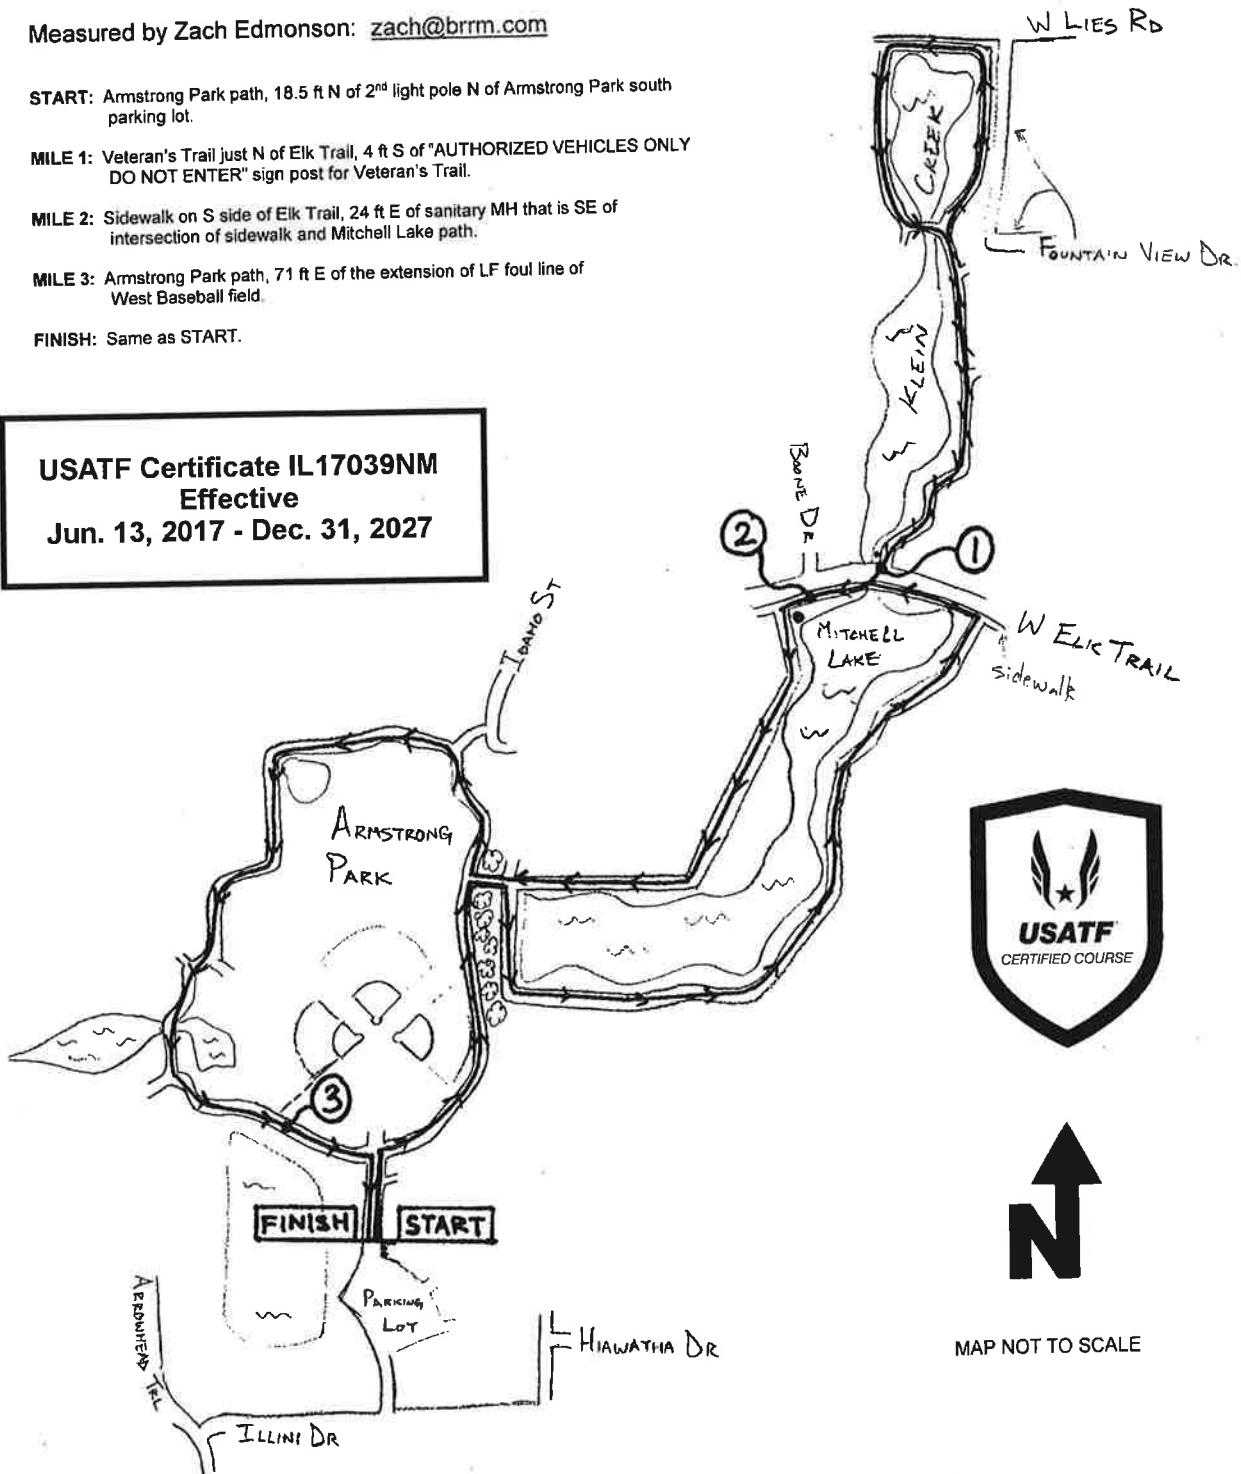 Measured by Zach Edmonson: zach@brrm.com
START: Armstrong Park path, 18.5 ft N of 2nd light pole N of Armstrong Park south
parking lot.
MILE 1: Veteran's Trail just N of Elk Trail, 4 ft S of "AUTHORIZED VEHICLES ONLY
DO NOT ENTER" sign post for Veteran's Trail.
MILE 2: Sidewalk on S side of Elk Trail, 24 ft E of sanitary MH that is SE of
intersection of sidewalk and Mitchell Lake path.
MILE 3: Armstrong Park path, 71 ft E of the extension of LF foul line of
West Baseball field.
FINISH: Same as START.
USATF Certificate IL17039NM
Effective
Jun. 13, 2017 - Dec. 31, 2027
W LIES RD
CREEK
FOUNTAIN VIEW DR.
KLEIN
BOONE DR
2
1
IDAHO ST
MITCHELL
LAKE
W ELK TRAIL
sidewalk
ARMSTRONG
PARK
USATF
CERTIFIED COURSE
3
FINISH
START
N
PARKING
LOT
ARROWHEAD TRL
HIAWATHA DR
MAP NOT TO SCALE
ILLINI DR